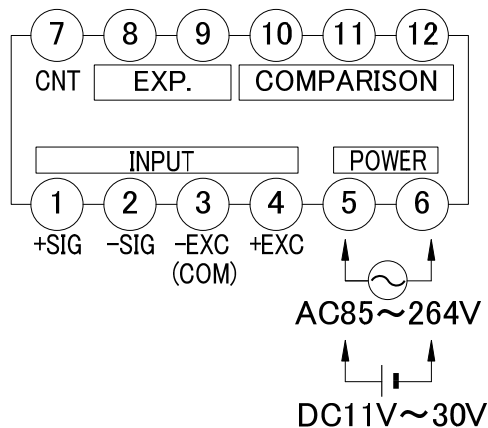 7 8 9 10 11 12
CNT EXP. COMPARISON
INPUT POWER
1 2 3 4 5 6
+SIG -SIG -EXC +EXC
(COM)
AC85～264V
DC11V～30V